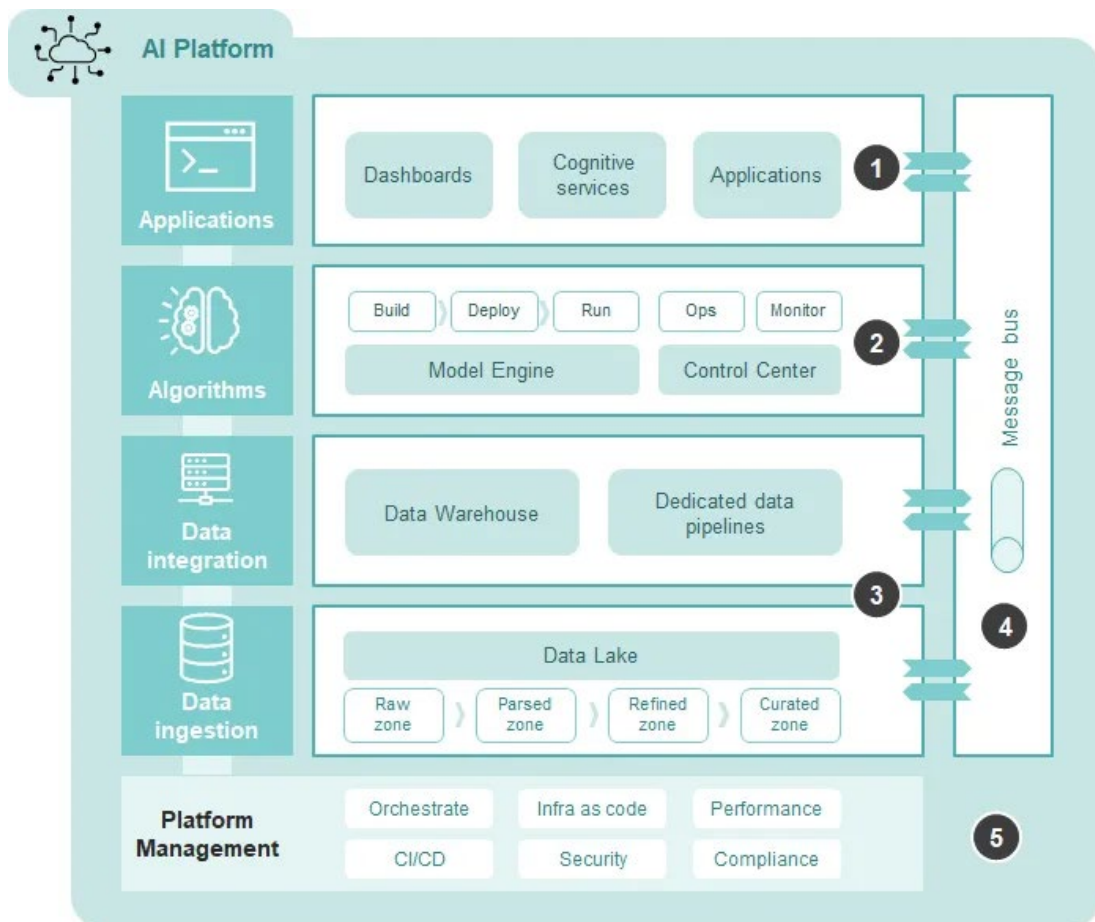 AI Platform
Applications
Dashboards
Cognitive
services
Applications
1
Algorithms
Build
Deploy
Run
Ops
Monitor
Model Engine
Control Center
2
Data
integration
Data Warehouse
Dedicated data
pipelines
3
Data
ingestion
Data Lake
Raw
zone
Parsed
zone
Refined
zone
Curated
zone
Message bus
4
Platform
Management
Orchestrate
Infra as code
Performance
CI/CD
Security
Compliance
5